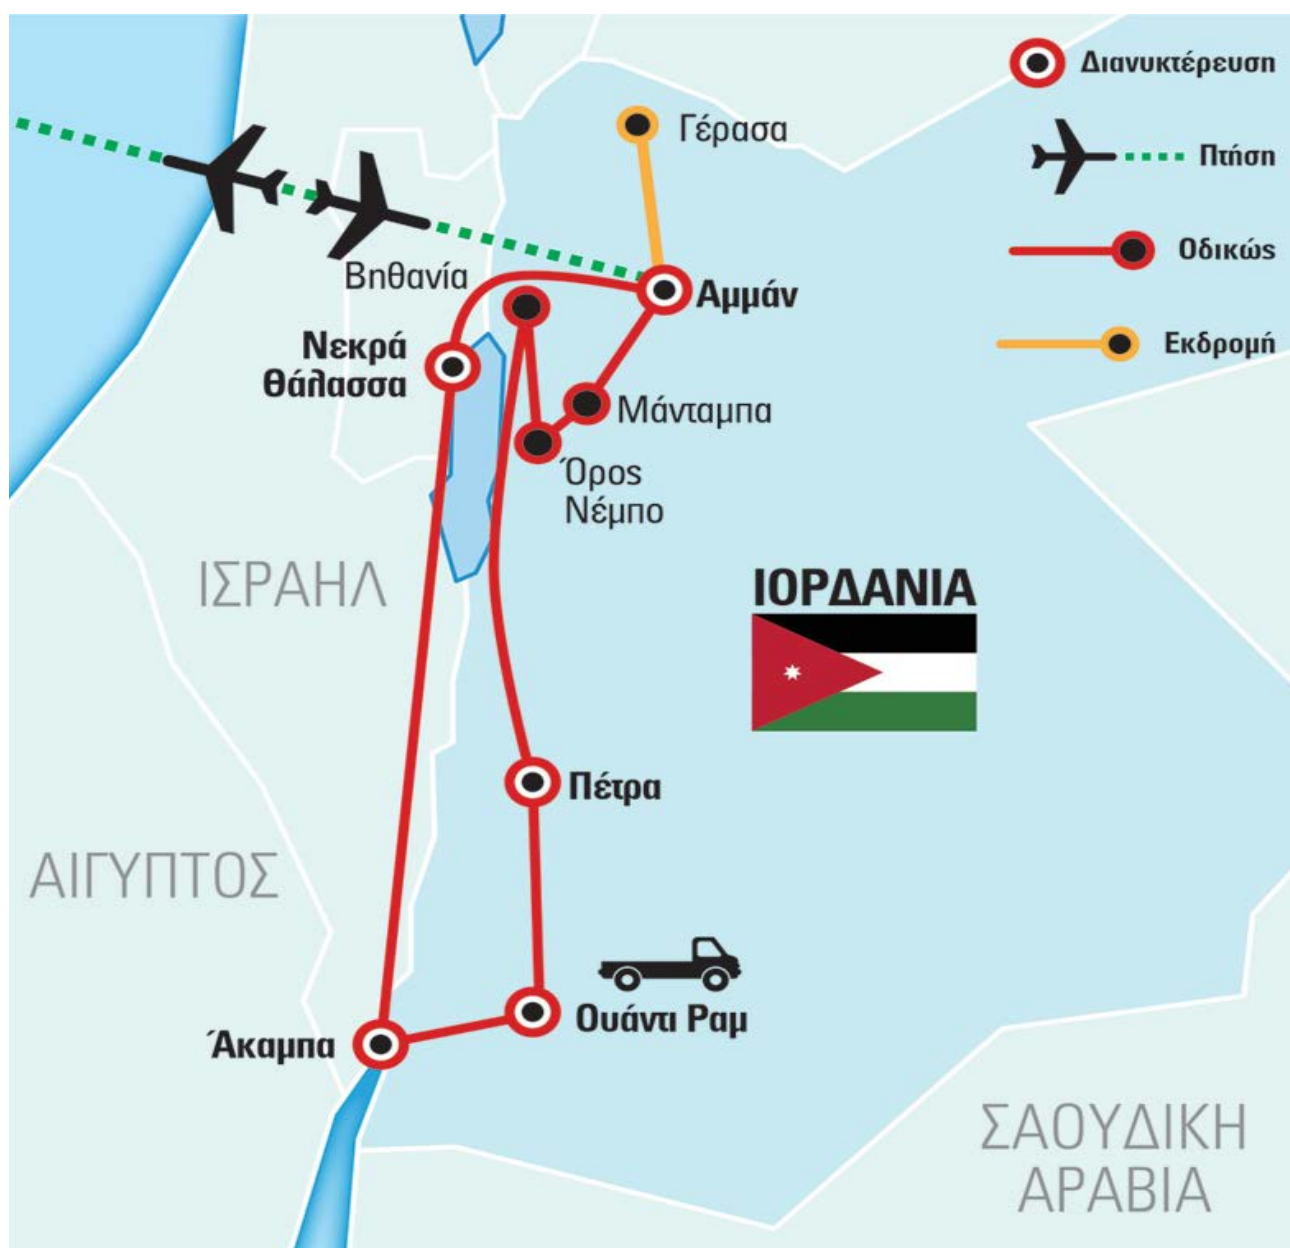 Διανυκτέρευση
Γέρασα
Πτήση
Οδικώς
Βηθανία
Αμμάν
Νεκρά
Θάλασσα
Εκδρομή
Μάνταμπα
Όρος
Νέμπο
ΙΣΡΑΗΛ
ΙΟΡΔΑΝΙΑ
Πέτρα
ΑΙΓΥΠΤΟΣ
Ουάντι Ραμ
Άκαμπα
ΣΑΟΥΔΙΚΗ
ΑΡΑΒΙΑ